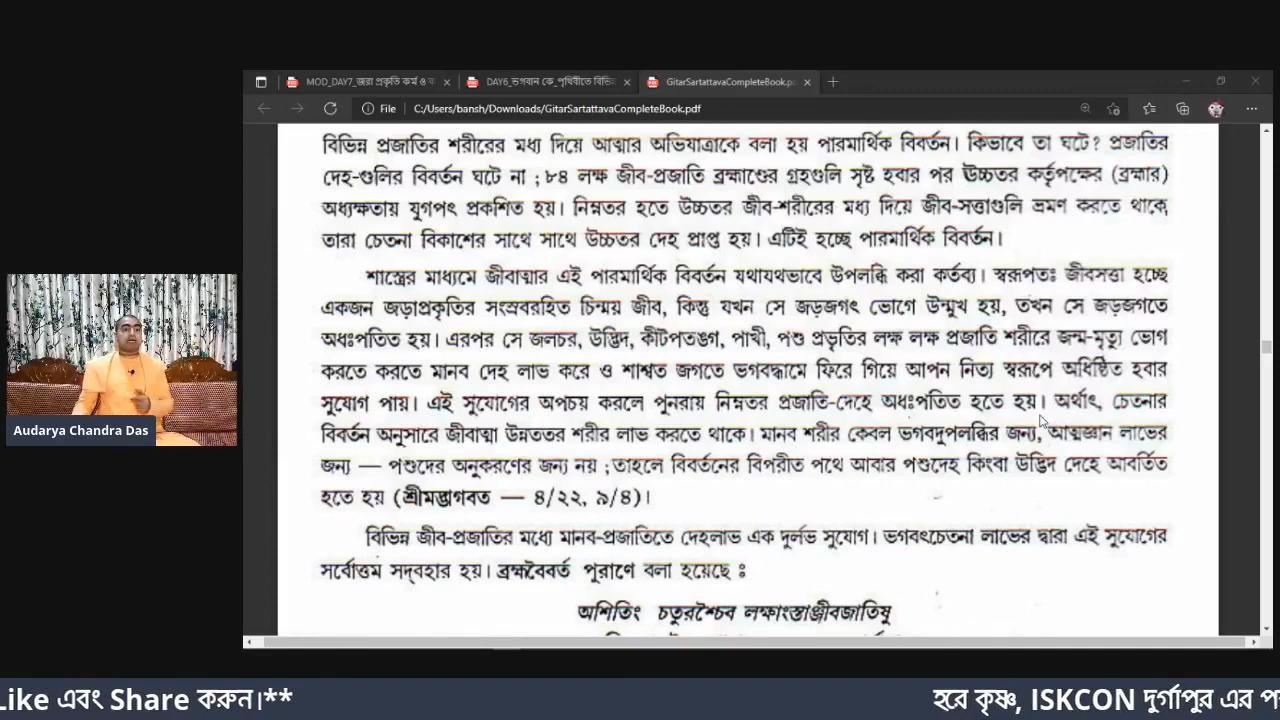 MOD_DAY7_জরা প্রকৃতি কর্ম ও
DAY6_ভগবান কে_পৃথিবীতে
GitarSartattavaCompleteBook.p
File C:/Users/bansh/Downloads/GitarSartattavaCompleteBook.pdf
বিভিন্ন প্রজাতির শরীরের মধ্য দিয়ে আত্মার অভিযাত্রাকে বলা হয় পারমার্থিক বিবর্তন। কিভাবে তা ঘটে? প্রজাতির
দেহ-গুলির বিবর্তন ঘটে না ; ৮৪ লক্ষ জীব-প্রজাতি ব্রহ্মাণ্ডের গ্রহগুলি সৃষ্ট হবার পর ঊচ্চতর কর্তৃপক্ষের (ব্রহ্মার)
অধ্যক্ষতায় যুগপৎ প্রকশিত হয়। নিম্নতর হতে উচ্চতর জীব-শরীরের মধ্য দিয়ে জীব-সত্তাগুলি ভ্রমণ করতে থাকে,
তারা চেতনা বিকাশের সাথে সাথে উচ্চতর দেহ প্রাপ্ত হয়। এটিই হচ্ছে পারমার্থিক বিবর্তন।
শাস্ত্রের মাধ্যমে জীবাত্মার এই পারমার্থিক বিবর্তন যথাযথভাবে উপলব্ধি করা কর্তব্য। স্বরূপতঃ জীবসত্তা হচ্ছে
একজন জড়াপ্রকৃতির সংস্রবরহিত চিন্ময় জীব, কিন্তু যখন সে জড়জগৎ ভোগে উন্মুখ হয়, তখন সে জড়জগতে
অধঃপতিত হয়। এরপর সে জলচর, উদ্ভিদ, কীটপতঙ্গ, পাখী, পশু প্রভৃতির লক্ষ লক্ষ প্রজাতি শরীরে জন্ম-মৃত্যু ভোগ
করতে করতে মানব দেহ লাভ করে ও শাশ্বত জগতে ভগবদ্ধামে ফিরে গিয়ে আপন নিত্য স্বরূপে অধিষ্ঠিত হবার
সুযোগ পায়। এই সুযোগের অপচয় করলে পুনরায় নিম্নতর প্রজাতি-দেহে অধঃপতিত হতে হয়। অর্থাৎ, চেতনার
বিবর্তন অনুসারে জীবাত্মা উন্নততর শরীর লাভ করতে থাকে। মানব শরীর কেবল ভগবদুপলব্ধির জন্য, আত্মজ্ঞান লাভের
জন্য — পশুদের অনুকরণের জন্য নয় ; তাহলে বিবর্তনের বিপরীত পথে আবার পশুদেহ কিংবা উদ্ভিদ দেহে আবর্তিত
হতে হয় (শ্রীমদ্ভাগবত — ৪/২২, ৯/৪)।
বিভিন্ন জীব-প্রজাতির মধ্যে মানব-প্রজাতিতে দেহলাভ এক দুর্লভ সুযোগ। ভগবৎচেতনা লাভের দ্বারা এই সুযোগের
সর্বোত্তম সদ্‌বহার হয়। ব্রহ্মবৈবর্ত পুরাণে বলা হয়েছে ঃ
অশিতিং চতুরশ্চৈব লক্ষাংস্তাঞ্জীবজাতিষু
Audarya Chandra Das
Like এবং Share করুন।** হরে কৃষ্ণ, ISKCON দুর্গাপুর এর